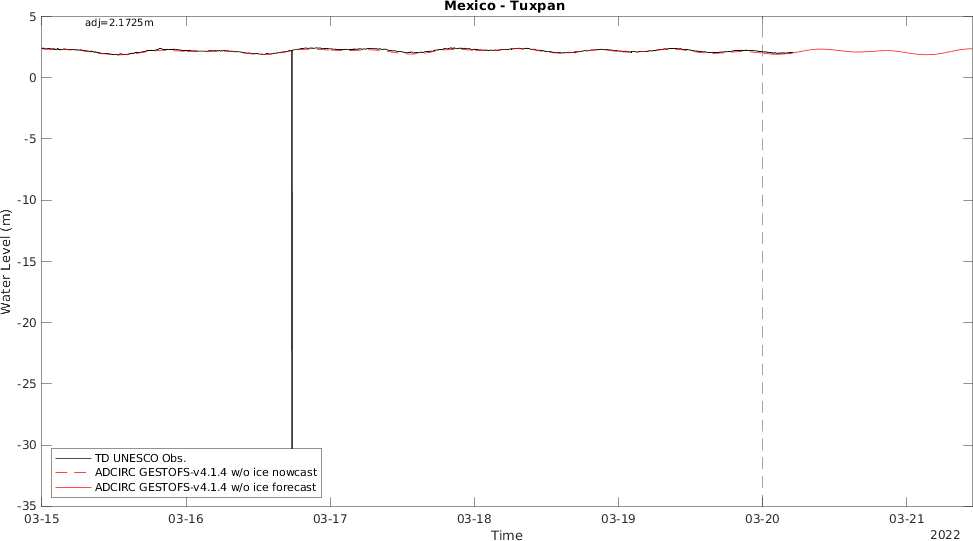 Mexico - Tuxpan
adj=2.1725m
5
0
-5
-10
-15
-20
-25
-30
-35
Water Level (m)
TD UNESCO Obs.
ADCIRC GESTOFS-v4.1.4 w/o ice nowcast
ADCIRC GESTOFS-v4.1.4 w/o ice forecast
03-15 03-16 03-17 03-18 03-19 03-20 03-21
Time
2022